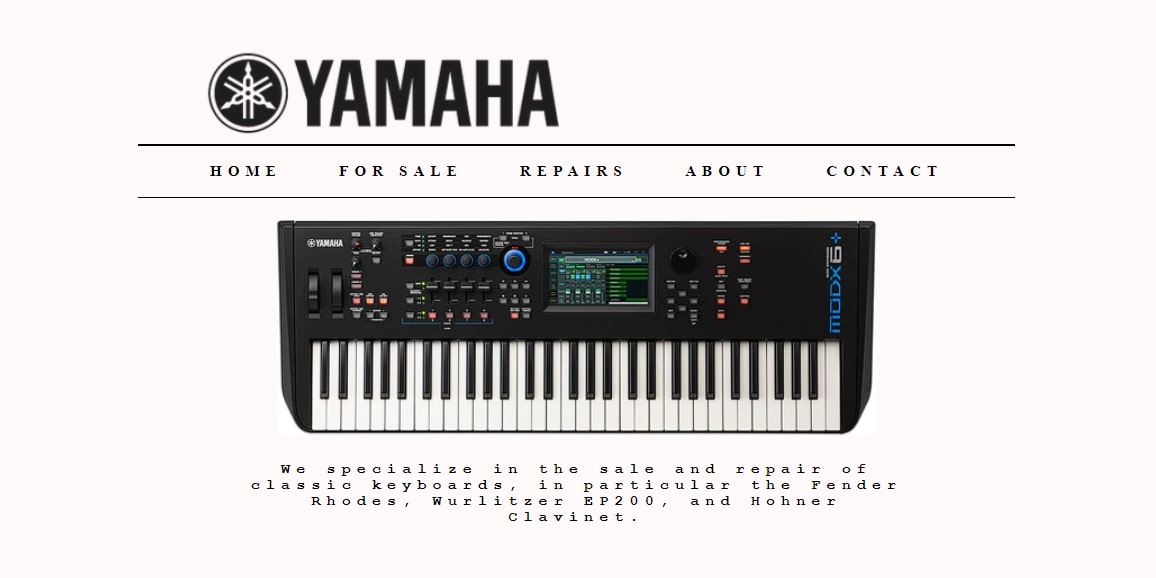 YAMAHA
HOME FOR SALE REPAIRS ABOUT CONTACT
YAMAHA
MODX6+
We specialize in the sale and repair of
classic keyboards, in particular the Fender
Rhodes, Wurlitzer EP200, and Hohner
Clavinet.